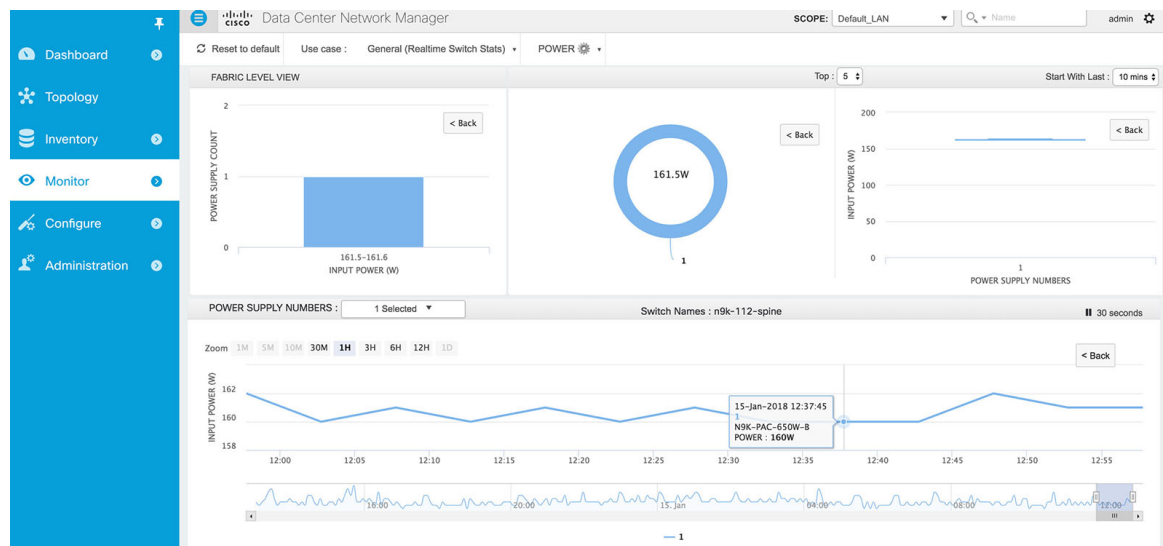 cisco Data Center Network Manager
SCOPE: Default_LAN ▼
Name
admin
Reset to default
Use case : General (Realtime Switch Stats) ▾
POWER ▾
Dashboard
Topology
Inventory
Monitor
Configure
Administration
FABRIC LEVEL VIEW
Top : 5
Start With Last : 10 mins
2
1
0
POWER SUPPLY COUNT
< Back
161.5-161.6
INPUT POWER (W)
161.5W
1
< Back
200
150
100
50
0
INPUT POWER (W)
< Back
1
POWER SUPPLY NUMBERS
POWER SUPPLY NUMBERS : 1 Selected ▼
Switch Names : n9k-112-spine
30 seconds
Zoom 1M 5M 10M 30M 1H 3H 6H 12H 1D
< Back
INPUT POWER (W)
162
160
158
15-Jan-2018 12:37:45
1
N9K-PAC-650W-B
POWER : 160W
12:00 12:05 12:10 12:15 12:20 12:25 12:30 12:35 12:40 12:45 12:50 12:55
16:00 20:00 15. Jan 04:00 08:00 12:00
1